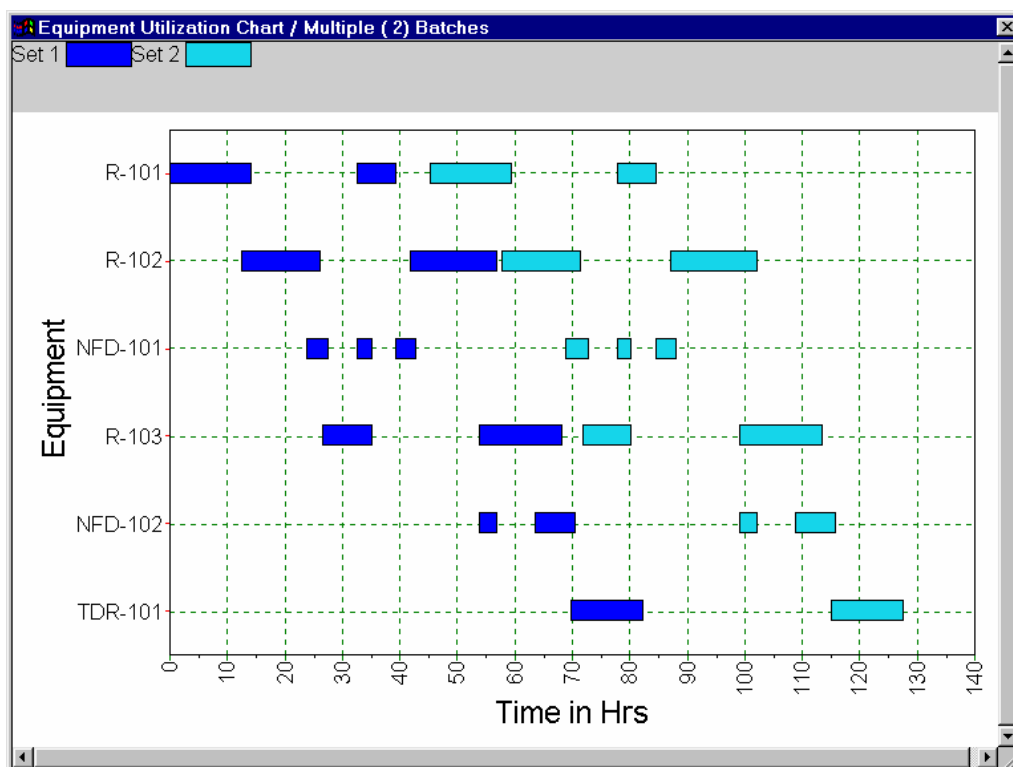 Equipment Utilization Chart / Multiple ( 2) Batches
Set 1 Set 2
R-101
R-102
NFD-101
R-103
NFD-102
TDR-101
Equipment
0 10 20 30 40 50 60 70 80 90 100 110 120 130 140
Time in Hrs